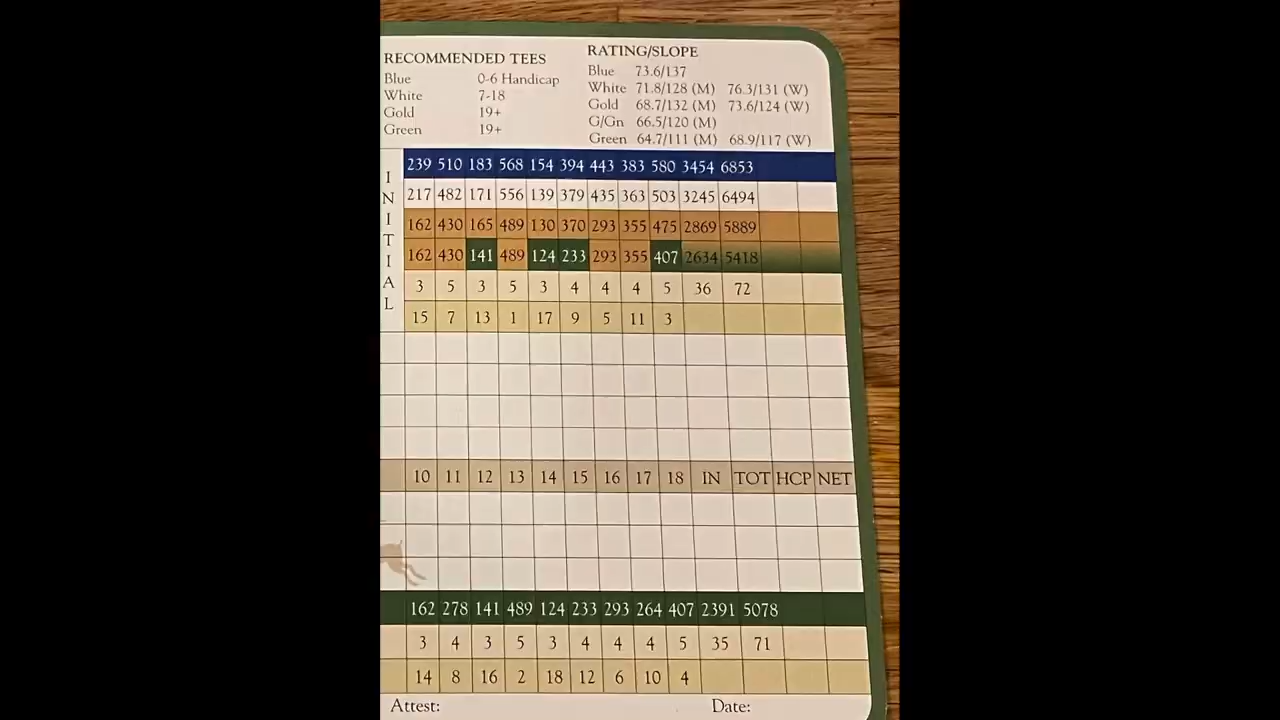 RECOMMENDED TEES
Blue 0-6 Handicap
White 7-18
Gold 19+
Green 19+
RATING/SLOPE
Blue 73.6/137
White 71.8/128 (M) 76.3/131 (W)
Gold 68.7/132 (M) 73.6/124 (W)
G/Gn 66.5/120 (M)
Green 64.7/111 (M) 68.9/117 (W)
INITIAL
239 510 183 568 154 394 443 383 580 3454 6853
217 482 171 556 139 379 435 363 503 3245 6494
162 430 165 489 130 370 293 355 475 2869 5889
162 430 141 489 124 233 293 355 407 2634 5418
3 5 3 5 3 4 4 4 5 36 72
15 7 13 1 17 9 5 11 3
10 11 12 13 14 15 16 17 18 IN TOT HCP NET
162 278 141 489 124 233 293 264 407 2391 5078
3 4 3 5 3 4 4 4 5 35 71
14 8 16 2 18 12 6 10 4
Attest: Date: